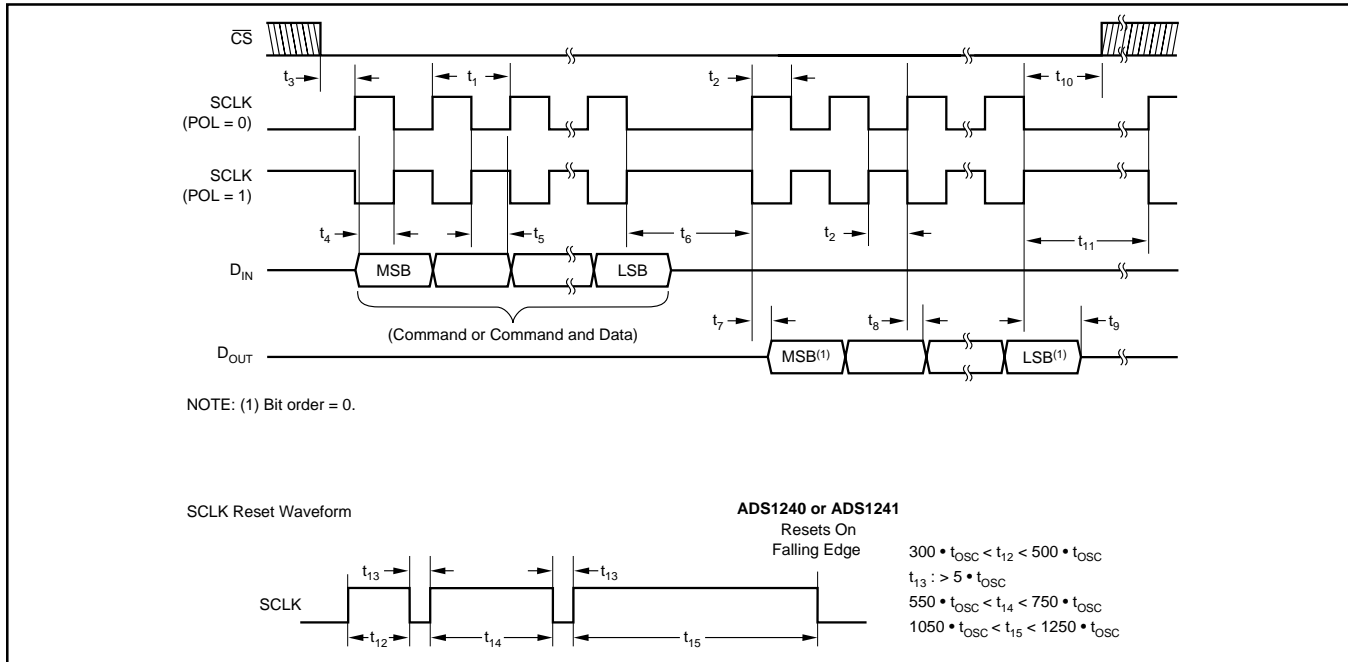 CS
t3
t1
t2
t10
SCLK
(POL = 0)
SCLK
(POL = 1)
t4
t5
t6
t2
t11
DIN
MSB
LSB
(Command or Command and Data)
t7
t8
t9
DOUT
MSB(1)
LSB(1)
NOTE: (1) Bit order = 0.
SCLK Reset Waveform
ADS1240 or ADS1241
Resets On
Falling Edge
300 • tOSC < t12 < 500 • tOSC
t13 : > 5 • tOSC
550 • tOSC < t14 < 750 • tOSC
1050 • tOSC < t15 < 1250 • tOSC
t13
t13
SCLK
t12
t14
t15